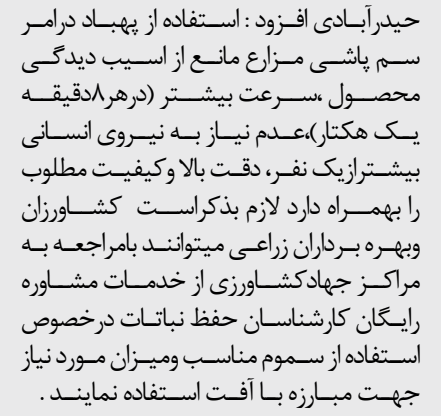 حیدرآبادی افزود : استفاده از پهباد درامر
سم پاشی مزارع مانع از اسیب دیدگی
محصول ،سرعت بیشتر (درهر۸دقیقه
یک هکتار)،عدم نیاز به نیروی انسانی
بیشترازیک نفر، دقت بالا وکیفیت مطلوب
را بهمراه دارد لازم بذکراست کشاورزان
وبهره برداران زراعی میتوانند بامراجعه به
مراکز جهادکشاورزی از خدمات مشاوره
رایگان کارشناسان حفظ نباتات درخصوص
استفاده از سموم مناسب ومیزان مورد نیاز
جهت مبارزه با آفت استفاده نمایند .